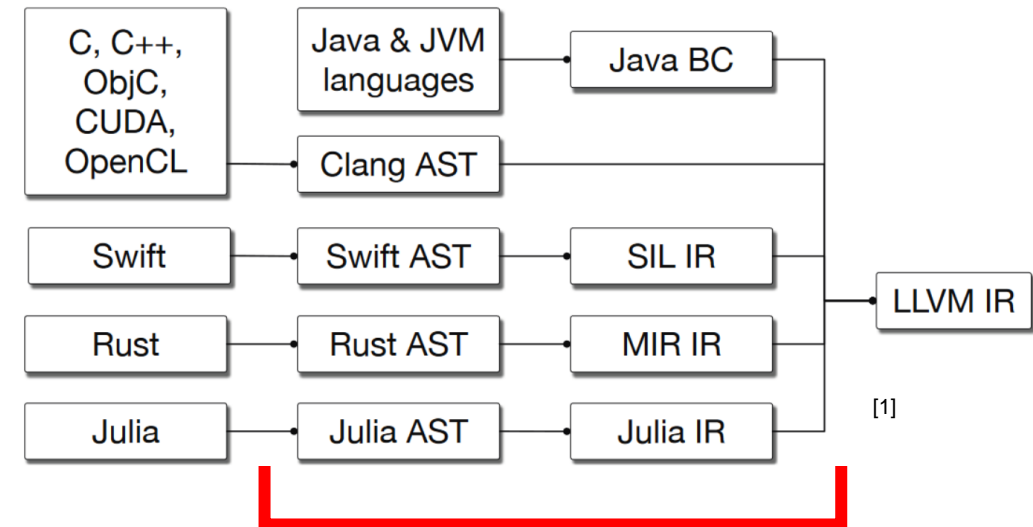 C, C++,
ObjC,
CUDA,
OpenCL
Java & JVM
languages
Java BC
Clang AST
Swift
Swift AST
SIL IR
LLVM IR
Rust
Rust AST
MIR IR
[1]
Julia
Julia AST
Julia IR